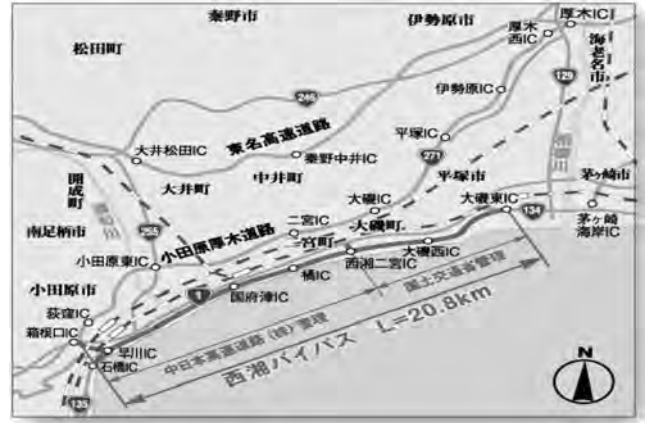 秦野市
伊勢原市
厚木IC
松田町
厚木
西IC
海老名市
246
129
伊勢原IC
東名高速道路
大井松田IC
秦野中井IC
平塚IC
271
開成町
大井町
中井町
平塚市
茅ヶ崎市
大磯IC
大磯東IC
134
南足柄市
255
小田原厚木道路
二宮IC
大磯町
二宮町
茅ヶ崎
海岸IC
小田原東IC
大磯西IC
西湘二宮IC
橘IC
国府津IC
小田原市
1
国土交通省管理
荻窪IC
箱根口IC
早川IC
石橋IC
中日本高速道路(株)管理
西湘バイパス L=20.8km
135
N